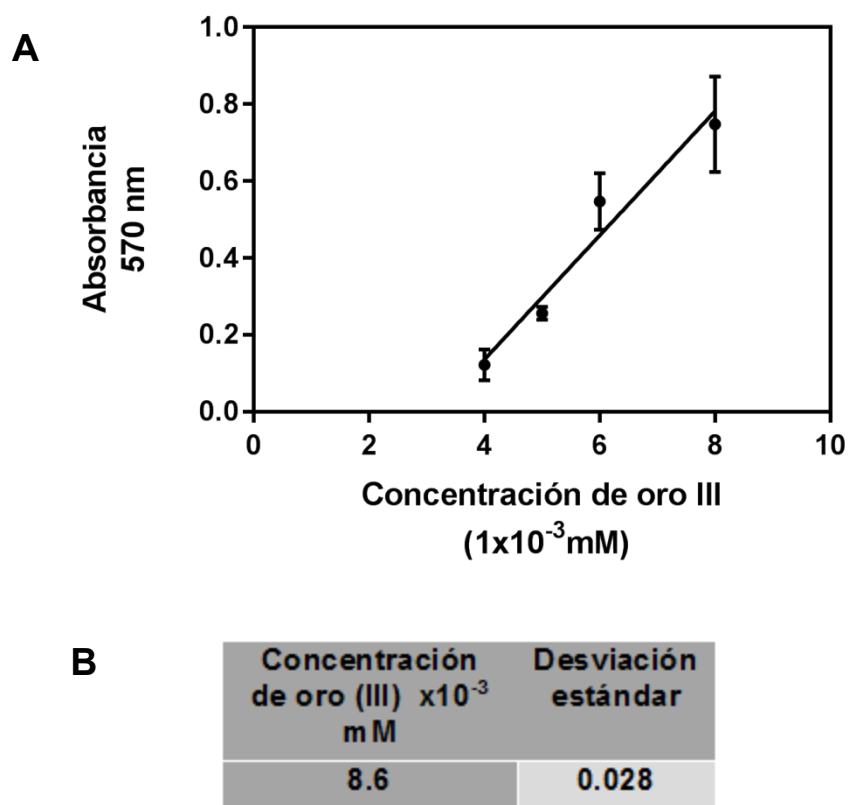 A
1.0
0.8
0.6
0.4
0.2
0.0
Absorbancia
570 nm
0 2 4 6 8 10
Concentración de oro III
(1x10⁻³mM)
B
Concentración
de oro (III) x10⁻³
mM
Desviación
estándar
8.6 0.028